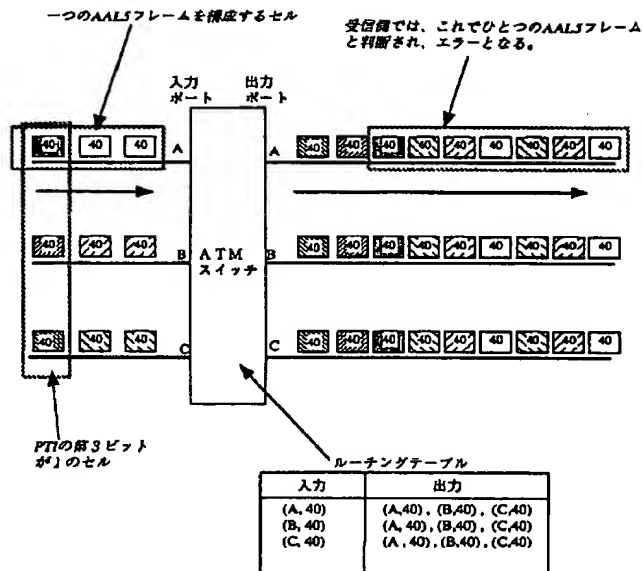 一つのAAL5フレームを構成するセル
受信側では、これでひとつのAAL5フレーム
と判断され、エラーとなる。
入力
ポート
出力
ポート
40 40 40 A
A 40 40 40 40 40 40 40 40 40
40 40 40 B
ATM
スイッチ
B 40 40 40 40 40 40 40 40 40
40 40 40 C
C 40 40 40 40 40 40 40 40 40
PTIの第3ビット
が1のセル
ルーチングテーブル
入力 出力
(A, 40) (A,40) , (B,40) , (C,40)
(B, 40) (A, 40) , (B,40) , (C,40)
(C, 40) (A , 40) , (B,40) , (C,40)